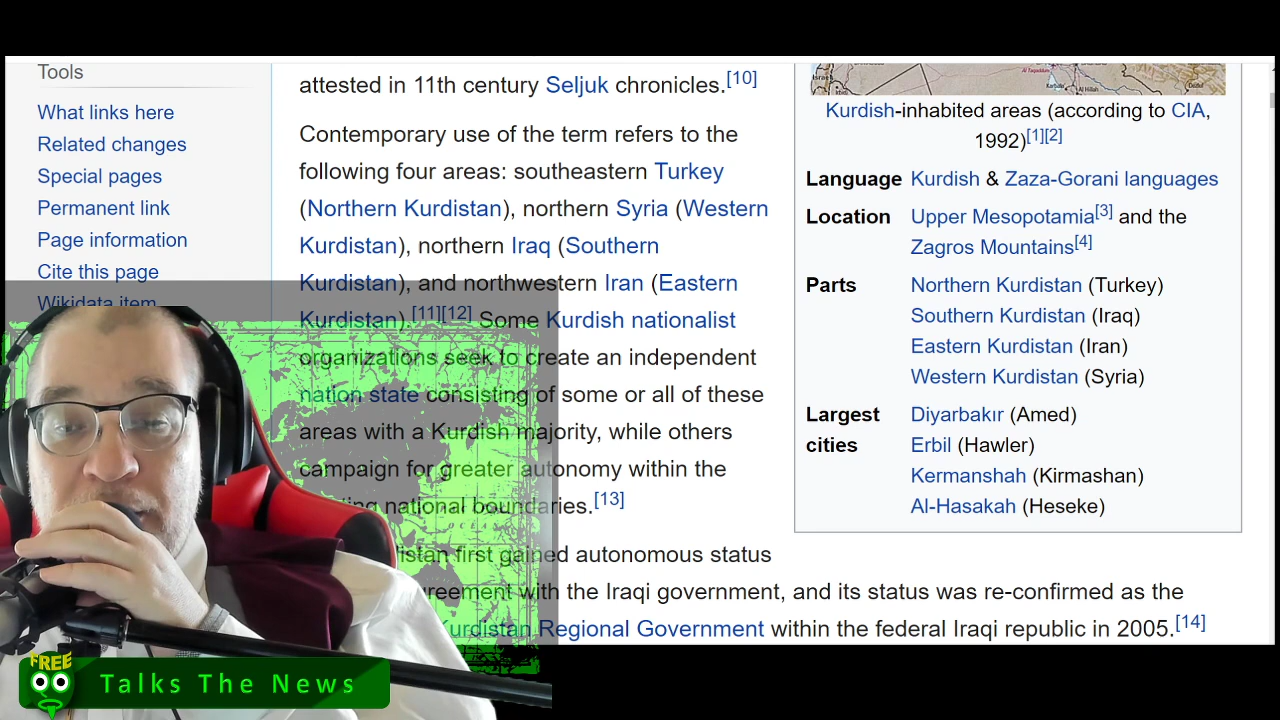 Tools
What links here
Related changes
Special pages
Permanent link
Page information
Cite this page
Wikidata item
attested in 11th century Seljuk chronicles.[10]
Contemporary use of the term refers to the
following four areas: southeastern Turkey
(Northern Kurdistan), northern Syria (Western
Kurdistan), northern Iraq (Southern
Kurdistan), and northwestern Iran (Eastern
Kurdistan).[11][12] Some Kurdish nationalist
organizations seek to create an independent
nation state consisting of some or all of these
areas with a Kurdish majority, while others
campaign for greater autonomy within the
national boundaries.[13]
first gained autonomous status
with the Iraqi government, and its status was re-confirmed as the
Kurdistan Regional Government within the federal Iraqi republic in 2005.[14]
Kurdish-inhabited areas (according to CIA,
1992)[1][2]
Language Kurdish & Zaza-Gorani languages
Location Upper Mesopotamia[3] and the
Zagros Mountains[4]
Parts Northern Kurdistan (Turkey)
Southern Kurdistan (Iraq)
Eastern Kurdistan (Iran)
Western Kurdistan (Syria)
Largest Diyarbakır (Amed)
cities Erbil (Hawler)
Kermanshah (Kirmashan)
Al-Hasakah (Heseke)
FREE
Talks The News